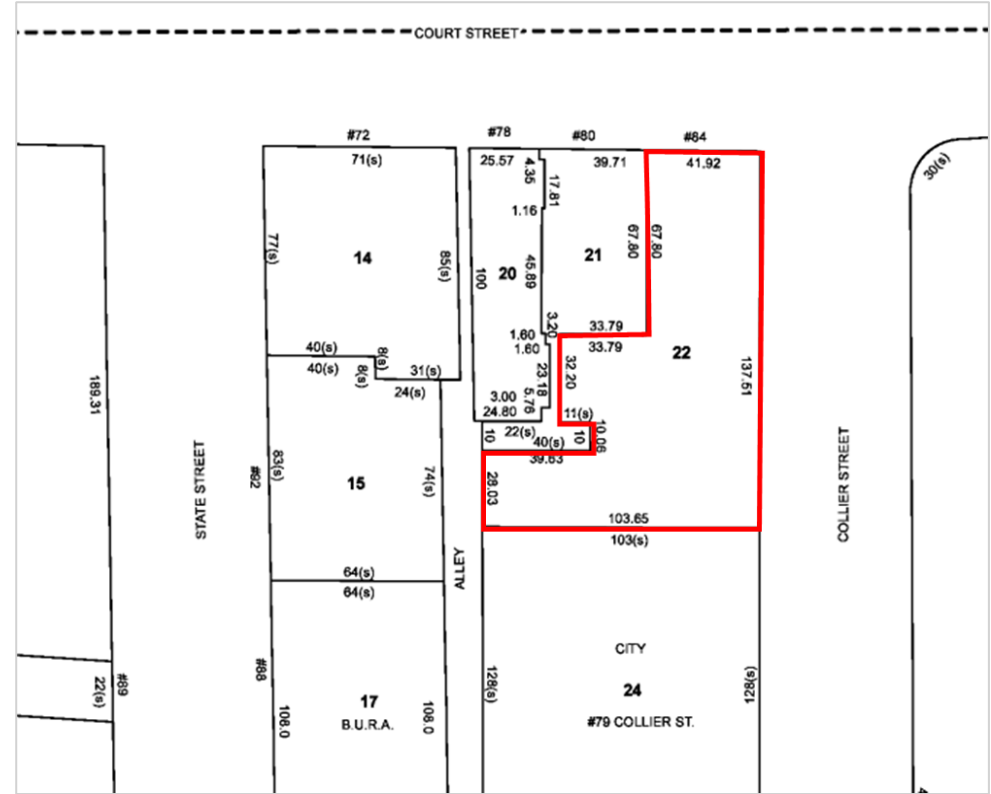 COURT STREET
#72
#78
#80
#84
71(s)
25.57
4.35
39.71
41.92
30(s)
17.81
1.16
77(s)
14
85(s)
100
20
45.89
21
67.80
67.80
3.20
1.60
1.60
33.79
33.79
22
40(s)
40(s)
8(s)
8(s)
31(s)
24(s)
32.20
23.18
137.51
189.31
3.00
5.76
24.80
11(s)
22(s)
10
40(s)
10
10.06
39.63
STATE STREET
#92
83(s)
15
74(s)
28.03
COLLIER STREET
103.65
103(s)
ALLEY
64(s)
64(s)
CITY
#89
22(s)
#88
108.0
17
B.U.R.A.
108.0
128(s)
24
#79 COLLIER ST.
128(s)